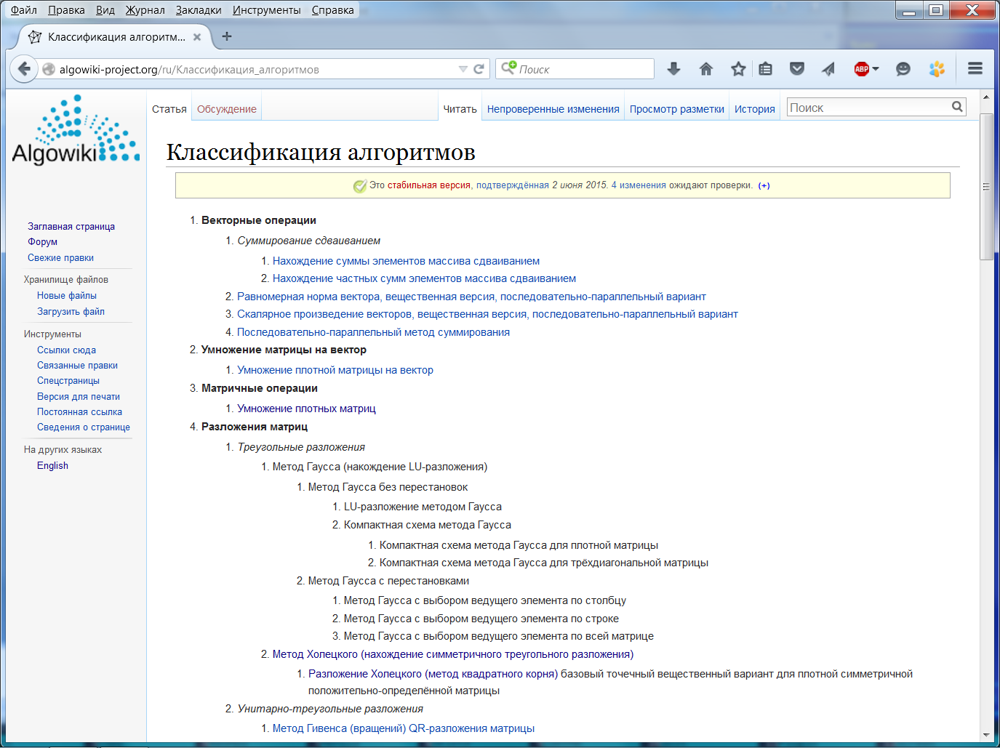 Файл Правка Вид Журнал Закладки Инструменты Справка
Классификация алгоритм...
algowiki-project.org/ru/Классификация_алгоритмов
Поиск
ABP
Algowiki
Статья Обсуждение Читать Непроверенные изменения Просмотр разметки История Поиск
Классификация алгоритмов
Это стабильная версия, подтверждённая 2 июня 2015. 4 изменения ожидают проверки. (+)
Заглавная страница
Форум
Свежие правки
Хранилище файлов
Новые файлы
Загрузить файл
Инструменты
Ссылки сюда
Связанные правки
Спецстраницы
Версия для печати
Постоянная ссылка
Сведения о странице
На других языках
English
1. Векторные операции
1. Суммирование сдваиванием
1. Нахождение суммы элементов массива сдваиванием
2. Нахождение частных сумм элементов массива сдваиванием
2. Равномерная норма вектора, вещественная версия, последовательно-параллельный вариант
3. Скалярное произведение векторов, вещественная версия, последовательно-параллельный вариант
4. Последовательно-параллельный метод суммирования
2. Умножение матрицы на вектор
1. Умножение плотной матрицы на вектор
3. Матричные операции
1. Умножение плотных матриц
4. Разложения матриц
1. Треугольные разложения
1. Метод Гаусса (накождение LU-разложения)
1. Метод Гаусса без перестановок
1. LU-разложение методом Гаусса
2. Компактная схема метода Гаусса
1. Компактная схема метода Гаусса для плотной матрицы
2. Компактная схема метода Гаусса для трёхдиагональной матрицы
2. Метод Гаусса с перестановками
1. Метод Гаусса с выбором ведущего элемента по столбцу
2. Метод Гаусса с выбором ведущего элемента по строке
3. Метод Гаусса с выбором ведущего элемента по всей матрице
2. Метод Холецкого (нахождение симметричного треугольного разложения)
1. Разложение Холецкого (метод квадратного корня) базовый точечный вещественный вариант для плотной симметричной
положительно-определённой матрицы
2. Унитарно-треугольные разложения
1. Метод Гивенса (вращений) QR-разложения матрицы